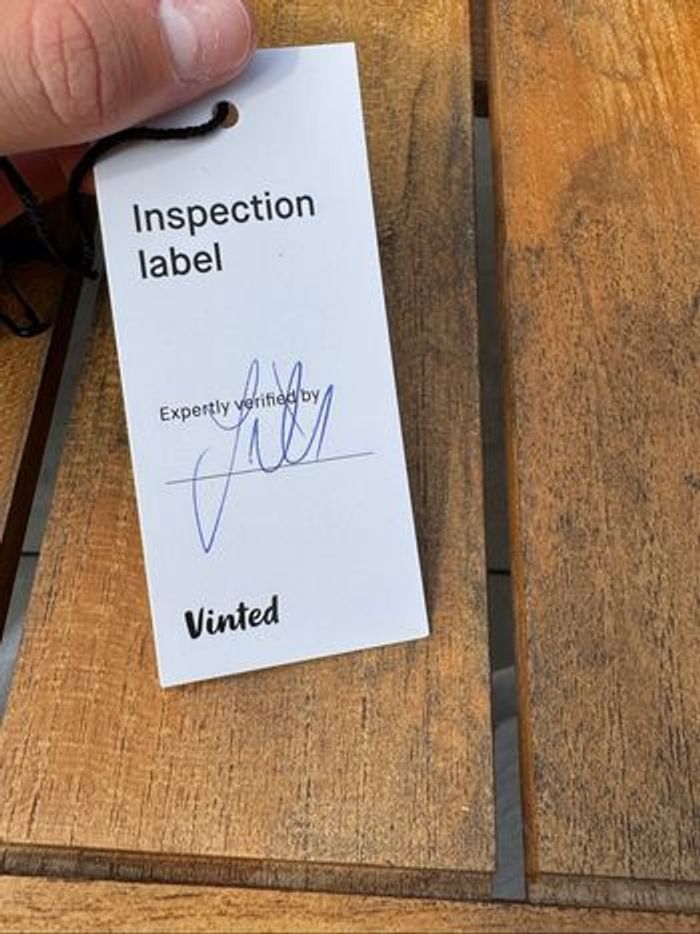 Inspection
label
Expertly verified by
Vinted